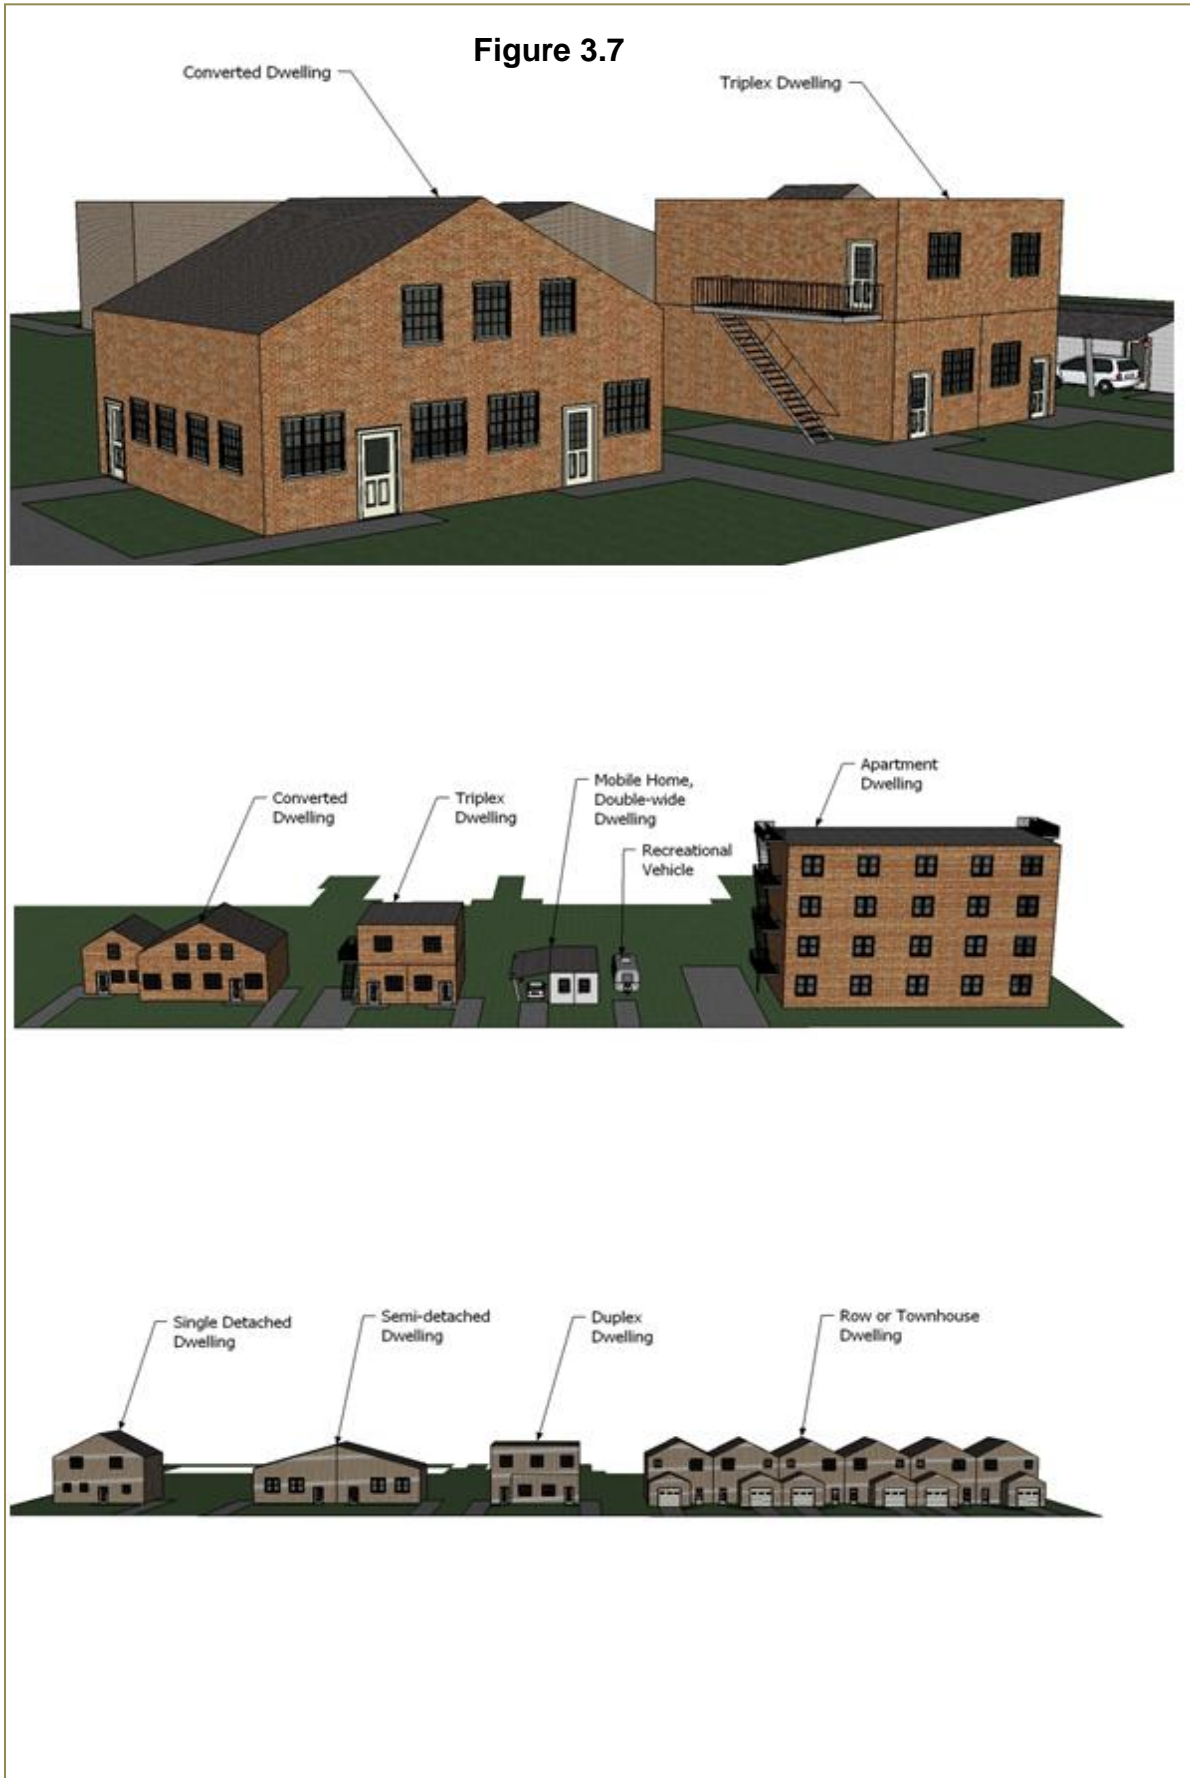 Figure 3.7
Converted Dwelling
Triplex Dwelling
Converted
Dwelling
Triplex
Dwelling
Mobile Home,
Double-wide
Dwelling
Recreational
Vehicle
Apartment
Dwelling
Single Detached
Dwelling
Semi-detached
Dwelling
Duplex
Dwelling
Row or Townhouse
Dwelling